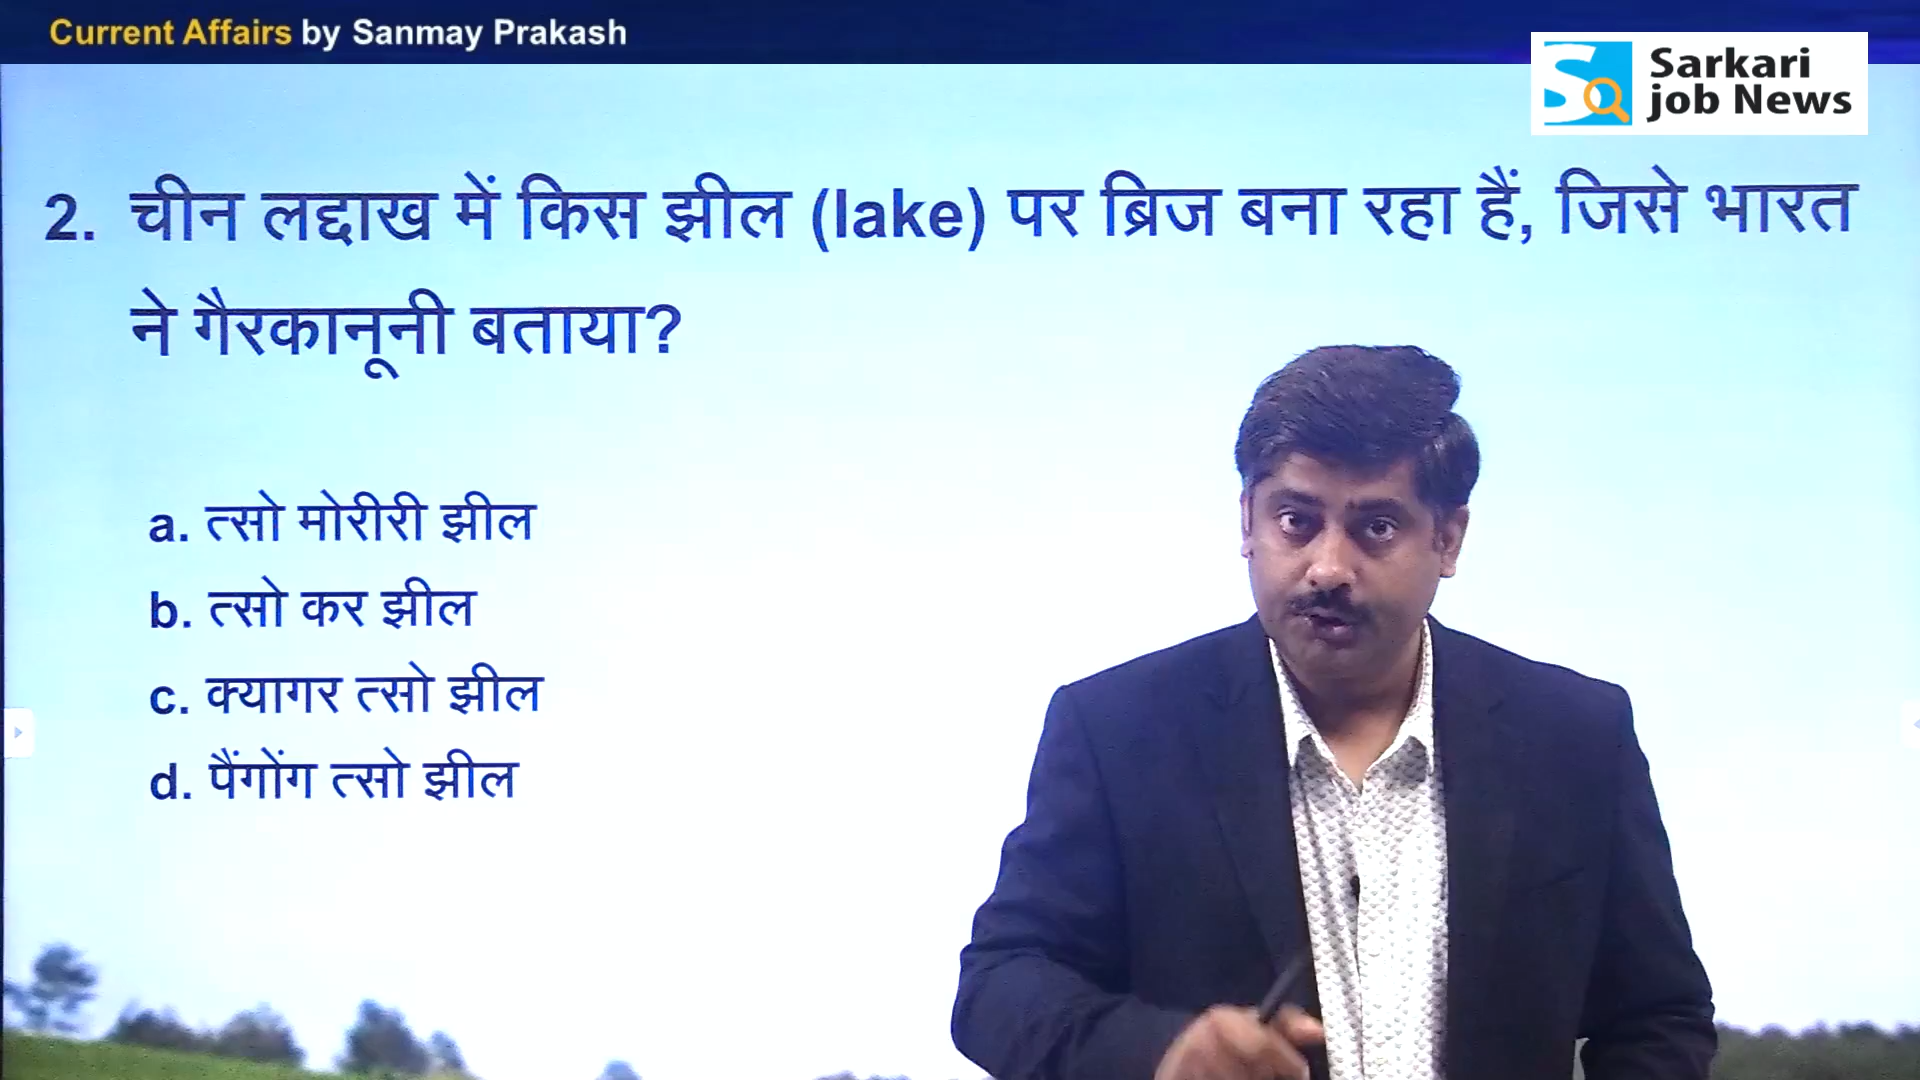 Current Affairs by Sanmay Prakash
Sarkari
job News
2. चीन लद्दाख में किस झील (lake) पर ब्रिज बना रहा हैं, जिसे भारत
ने गैरकानूनी बताया?
a. त्सो मोरीरी झील
b. त्सो कर झील
c. क्यागर त्सो झील
d. पैंगोंग त्सो झील